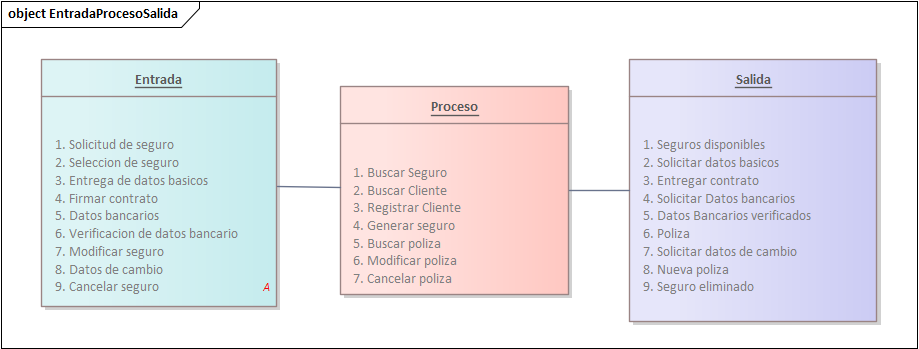 object EntradaProcesoSalida
Entrada
1. Solicitud de seguro
2. Seleccion de seguro
3. Entrega de datos basicos
4. Firmar contrato
5. Datos bancarios
6. Verificacion de datos bancario
7. Modificar seguro
8. Datos de cambio
9. Cancelar seguro
A
Proceso
1. Buscar Seguro
2. Buscar Cliente
3. Registrar Cliente
4. Generar seguro
5. Buscar poliza
6. Modificar poliza
7. Cancelar poliza
Salida
1. Seguros disponibles
2. Solicitar datos basicos
3. Entregar contrato
4. Solicitar Datos bancarios
5. Datos Bancarios verificados
6. Poliza
7. Solicitar datos de cambio
8. Nueva poliza
9. Seguro eliminado